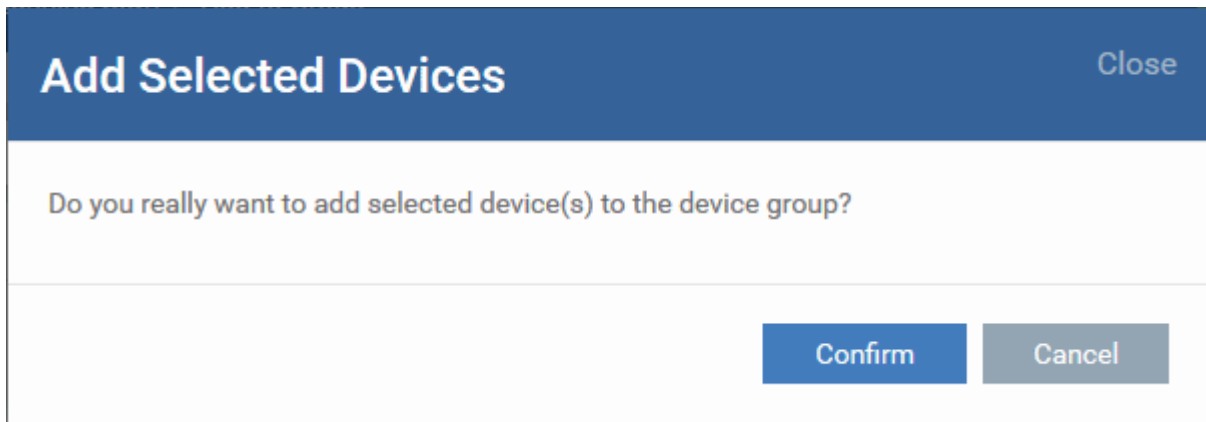 Add Selected Devices
Close
Do you really want to add selected device(s) to the device group?
Confirm
Cancel